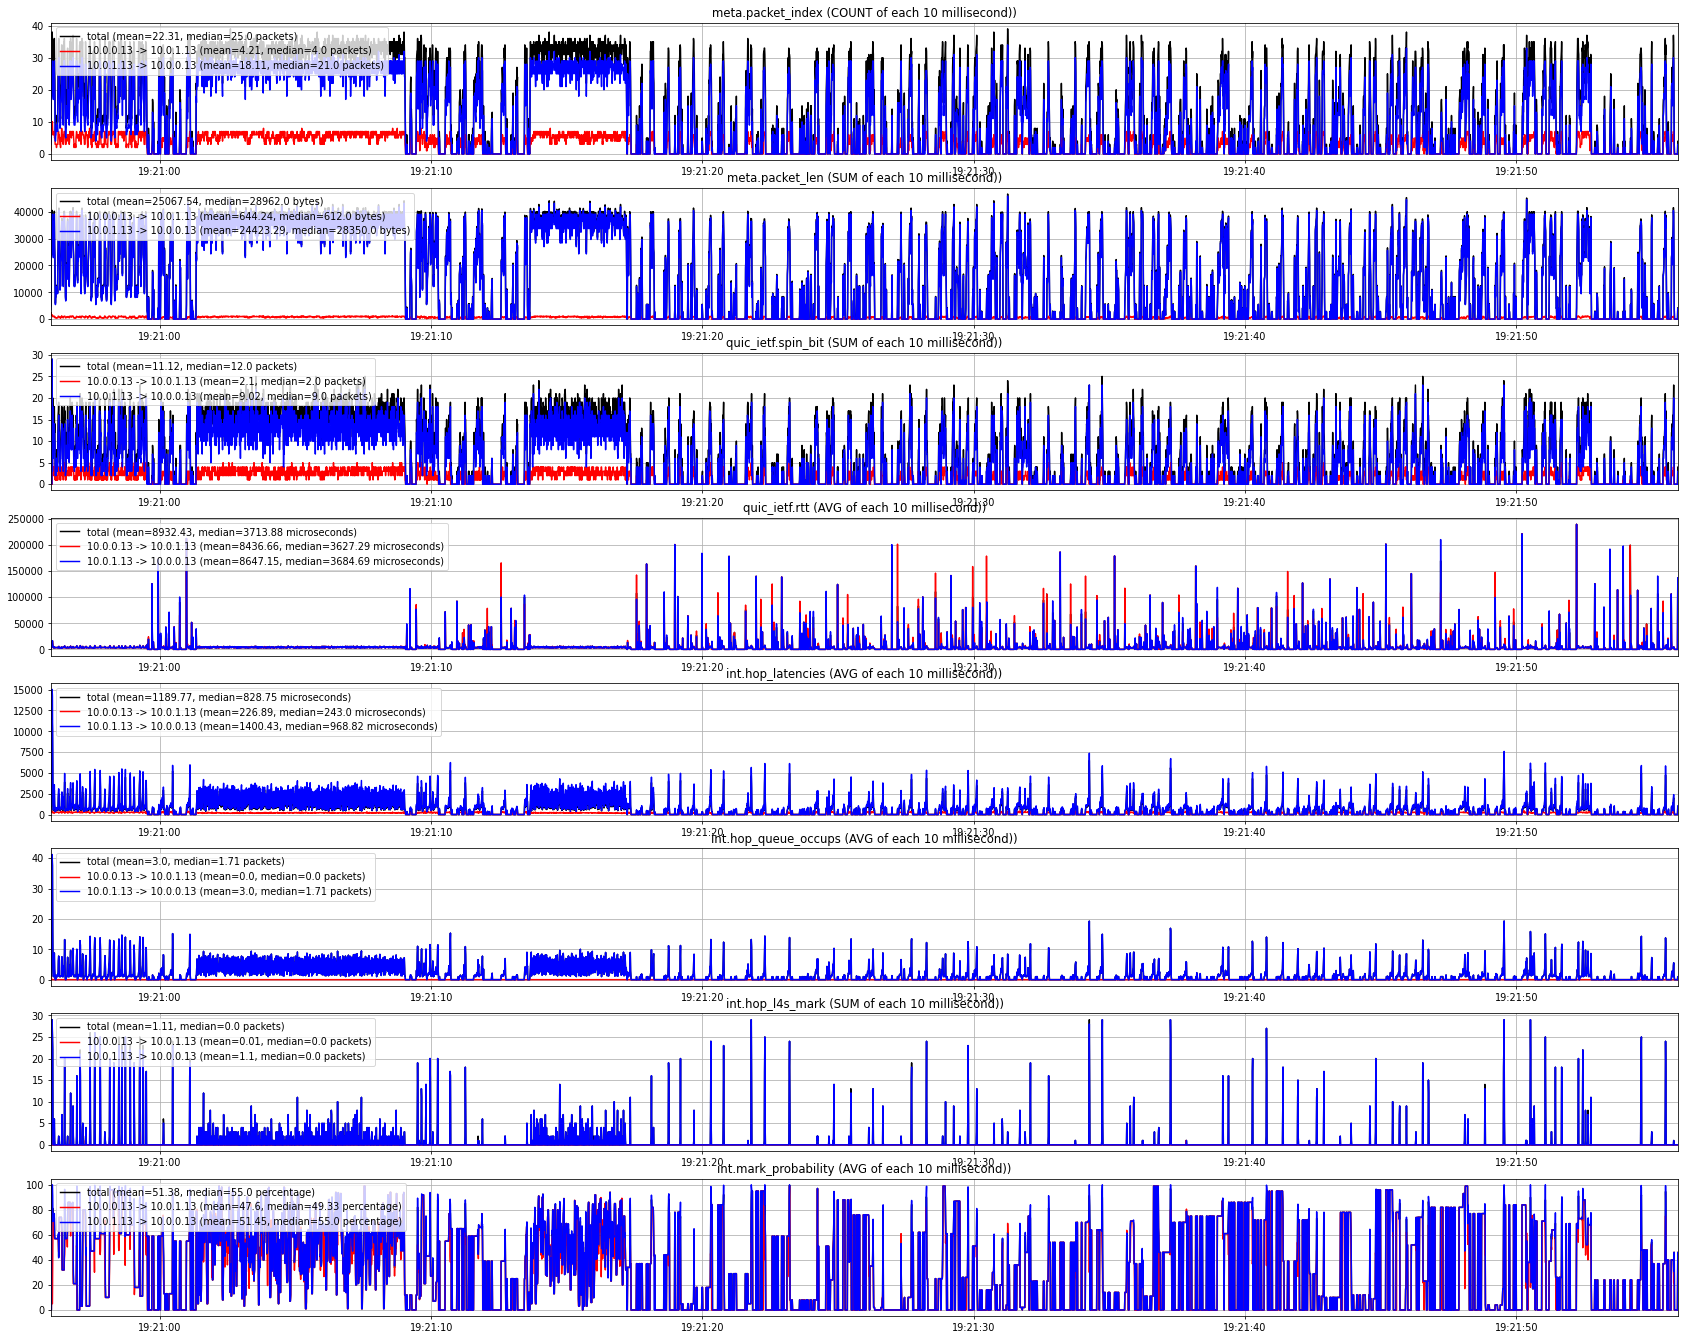 meta.packet_index (COUNT of each 10 millisecond))
40
30
20
10
0
total (mean=22.31, median=25.0 packets)
10.0.0.13 -> 10.0.1.13 (mean=4.21, median=4.0 packets)
10.0.1.13 -> 10.0.0.13 (mean=18.11, median=21.0 packets)
19:21:00 19:21:10 19:21:20 19:21:30 19:21:40 19:21:50
meta.packet_len (SUM of each 10 millisecond))
40000
30000
20000
10000
0
total (mean=25067.54, median=28962.0 bytes)
10.0.0.13 -> 10.0.1.13 (mean=644.24, median=612.0 bytes)
10.0.1.13 -> 10.0.0.13 (mean=24423.29, median=28350.0 bytes)
19:21:00 19:21:10 19:21:20 19:21:30 19:21:40 19:21:50
quic_ietf.spin_bit (SUM of each 10 millisecond))
30
25
20
15
10
5
0
total (mean=11.12, median=12.0 packets)
10.0.0.13 -> 10.0.1.13 (mean=2.1, median=2.0 packets)
10.0.1.13 -> 10.0.0.13 (mean=9.02, median=9.0 packets)
19:21:00 19:21:10 19:21:20 19:21:30 19:21:40 19:21:50
quic_ietf.rtt (AVG of each 10 millisecond))
250000
200000
150000
100000
50000
0
total (mean=8932.43, median=3713.88 microseconds)
10.0.0.13 -> 10.0.1.13 (mean=8436.66, median=3627.29 microseconds)
10.0.1.13 -> 10.0.0.13 (mean=8647.15, median=3684.69 microseconds)
19:21:00 19:21:10 19:21:20 19:21:30 19:21:40 19:21:50
int.hop_latencies (AVG of each 10 millisecond))
15000
12500
10000
7500
5000
2500
0
total (mean=1189.77, median=828.75 microseconds)
10.0.0.13 -> 10.0.1.13 (mean=226.89, median=243.0 microseconds)
10.0.1.13 -> 10.0.0.13 (mean=1400.43, median=968.82 microseconds)
19:21:00 19:21:10 19:21:20 19:21:30 19:21:40 19:21:50
int.hop_queue_occups (AVG of each 10 millisecond))
40
30
20
10
0
total (mean=3.0, median=1.71 packets)
10.0.0.13 -> 10.0.1.13 (mean=0.0, median=0.0 packets)
10.0.1.13 -> 10.0.0.13 (mean=3.0, median=1.71 packets)
19:21:00 19:21:10 19:21:20 19:21:30 19:21:40 19:21:50
int.hop_l4s_mark (SUM of each 10 millisecond))
30
25
20
15
10
5
0
total (mean=1.11, median=0.0 packets)
10.0.0.13 -> 10.0.1.13 (mean=0.01, median=0.0 packets)
10.0.1.13 -> 10.0.0.13 (mean=1.1, median=0.0 packets)
19:21:00 19:21:10 19:21:20 19:21:30 19:21:40 19:21:50
int.mark_probability (AVG of each 10 millisecond))
100
80
60
40
20
0
total (mean=51.38, median=55.0 percentage)
10.0.0.13 -> 10.0.1.13 (mean=47.6, median=49.33 percentage)
10.0.1.13 -> 10.0.0.13 (mean=51.45, median=55.0 percentage)
19:21:00 19:21:10 19:21:20 19:21:30 19:21:40 19:21:50